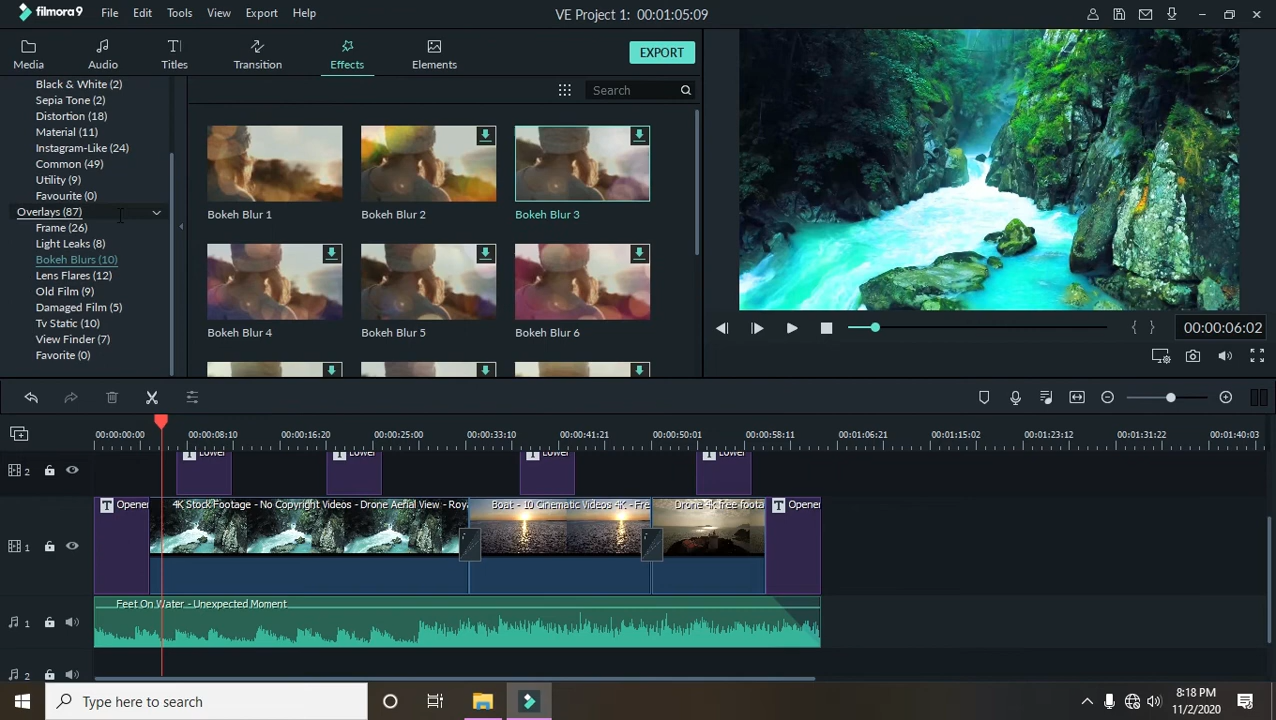 filmora9 File Edit Tools View Export Help VE Project 1: 00:01:05:09
Media Audio Titles Transition Effects Elements EXPORT
Search
Black & White (2)
Sepia Tone (2)
Distortion (18)
Material (11)
Instagram-Like (24)
Common (49)
Utility (9)
Favourite (0)
Overlays (87)
Frame (26)
Light Leaks (8)
Bokeh Blurs (10)
Lens Flares (12)
Old Film (9)
Damaged Film (5)
Tv Static (10)
View Finder (7)
Favorite (0)
Bokeh Blur 1 Bokeh Blur 2 Bokeh Blur 3
Bokeh Blur 4 Bokeh Blur 5 Bokeh Blur 6
00:00:06:02
00:00:00:00 00:00:08:10 00:00:16:20 00:00:25:00 00:00:33:10 00:00:41:21 00:00:50:01 00:00:58:11 00:01:06:21 00:01:15:02 00:01:23:12 00:01:31:22 00:01:40:03
2 T Lower T Lower T Lower T Lower
T Opener 4K Stock Footage - No Copyright Videos - Drone Aerial View - Roya Boat - 10 Cinematic Videos 4K - Fre Drone 4k free foota T Opener
1
Feet On Water - Unexpected Moment
1
2
Type here to search
8:18 PM
11/2/2020